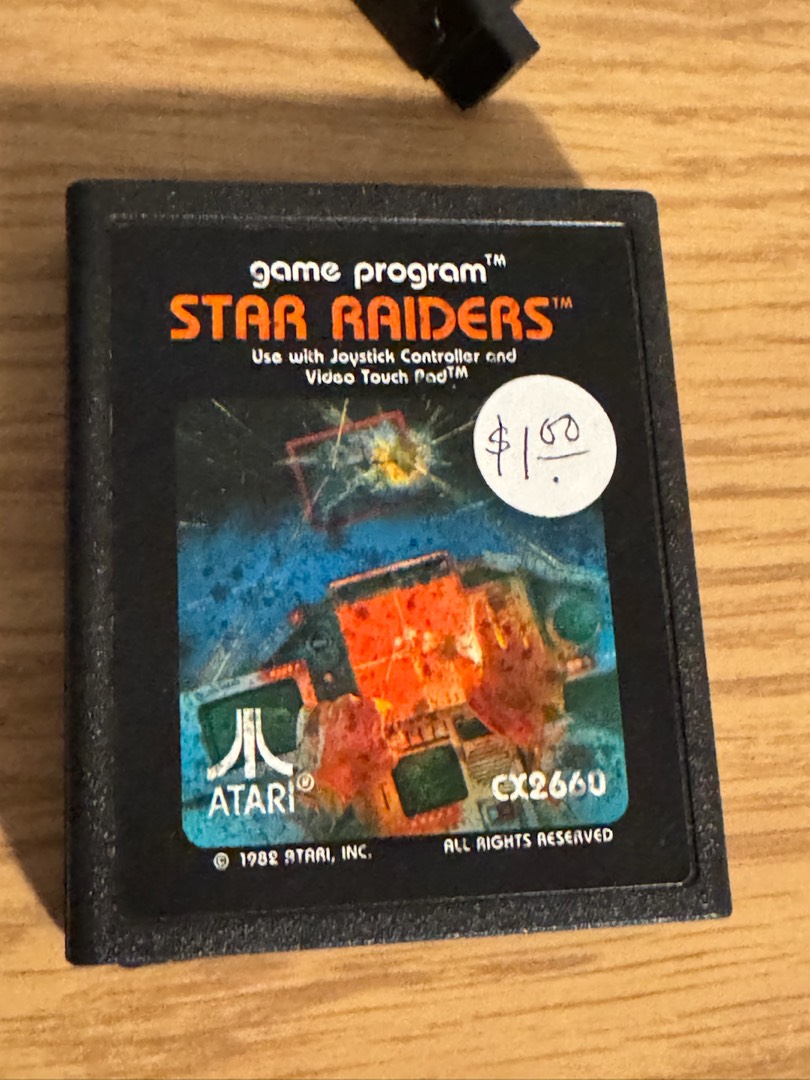 game program™
STAR RAIDERS™
Use with Joystick Controller and
Video Touch Pad™
$1.00
ATARI®
CX2660
© 1982 ATARI, INC.
ALL RIGHTS RESERVED